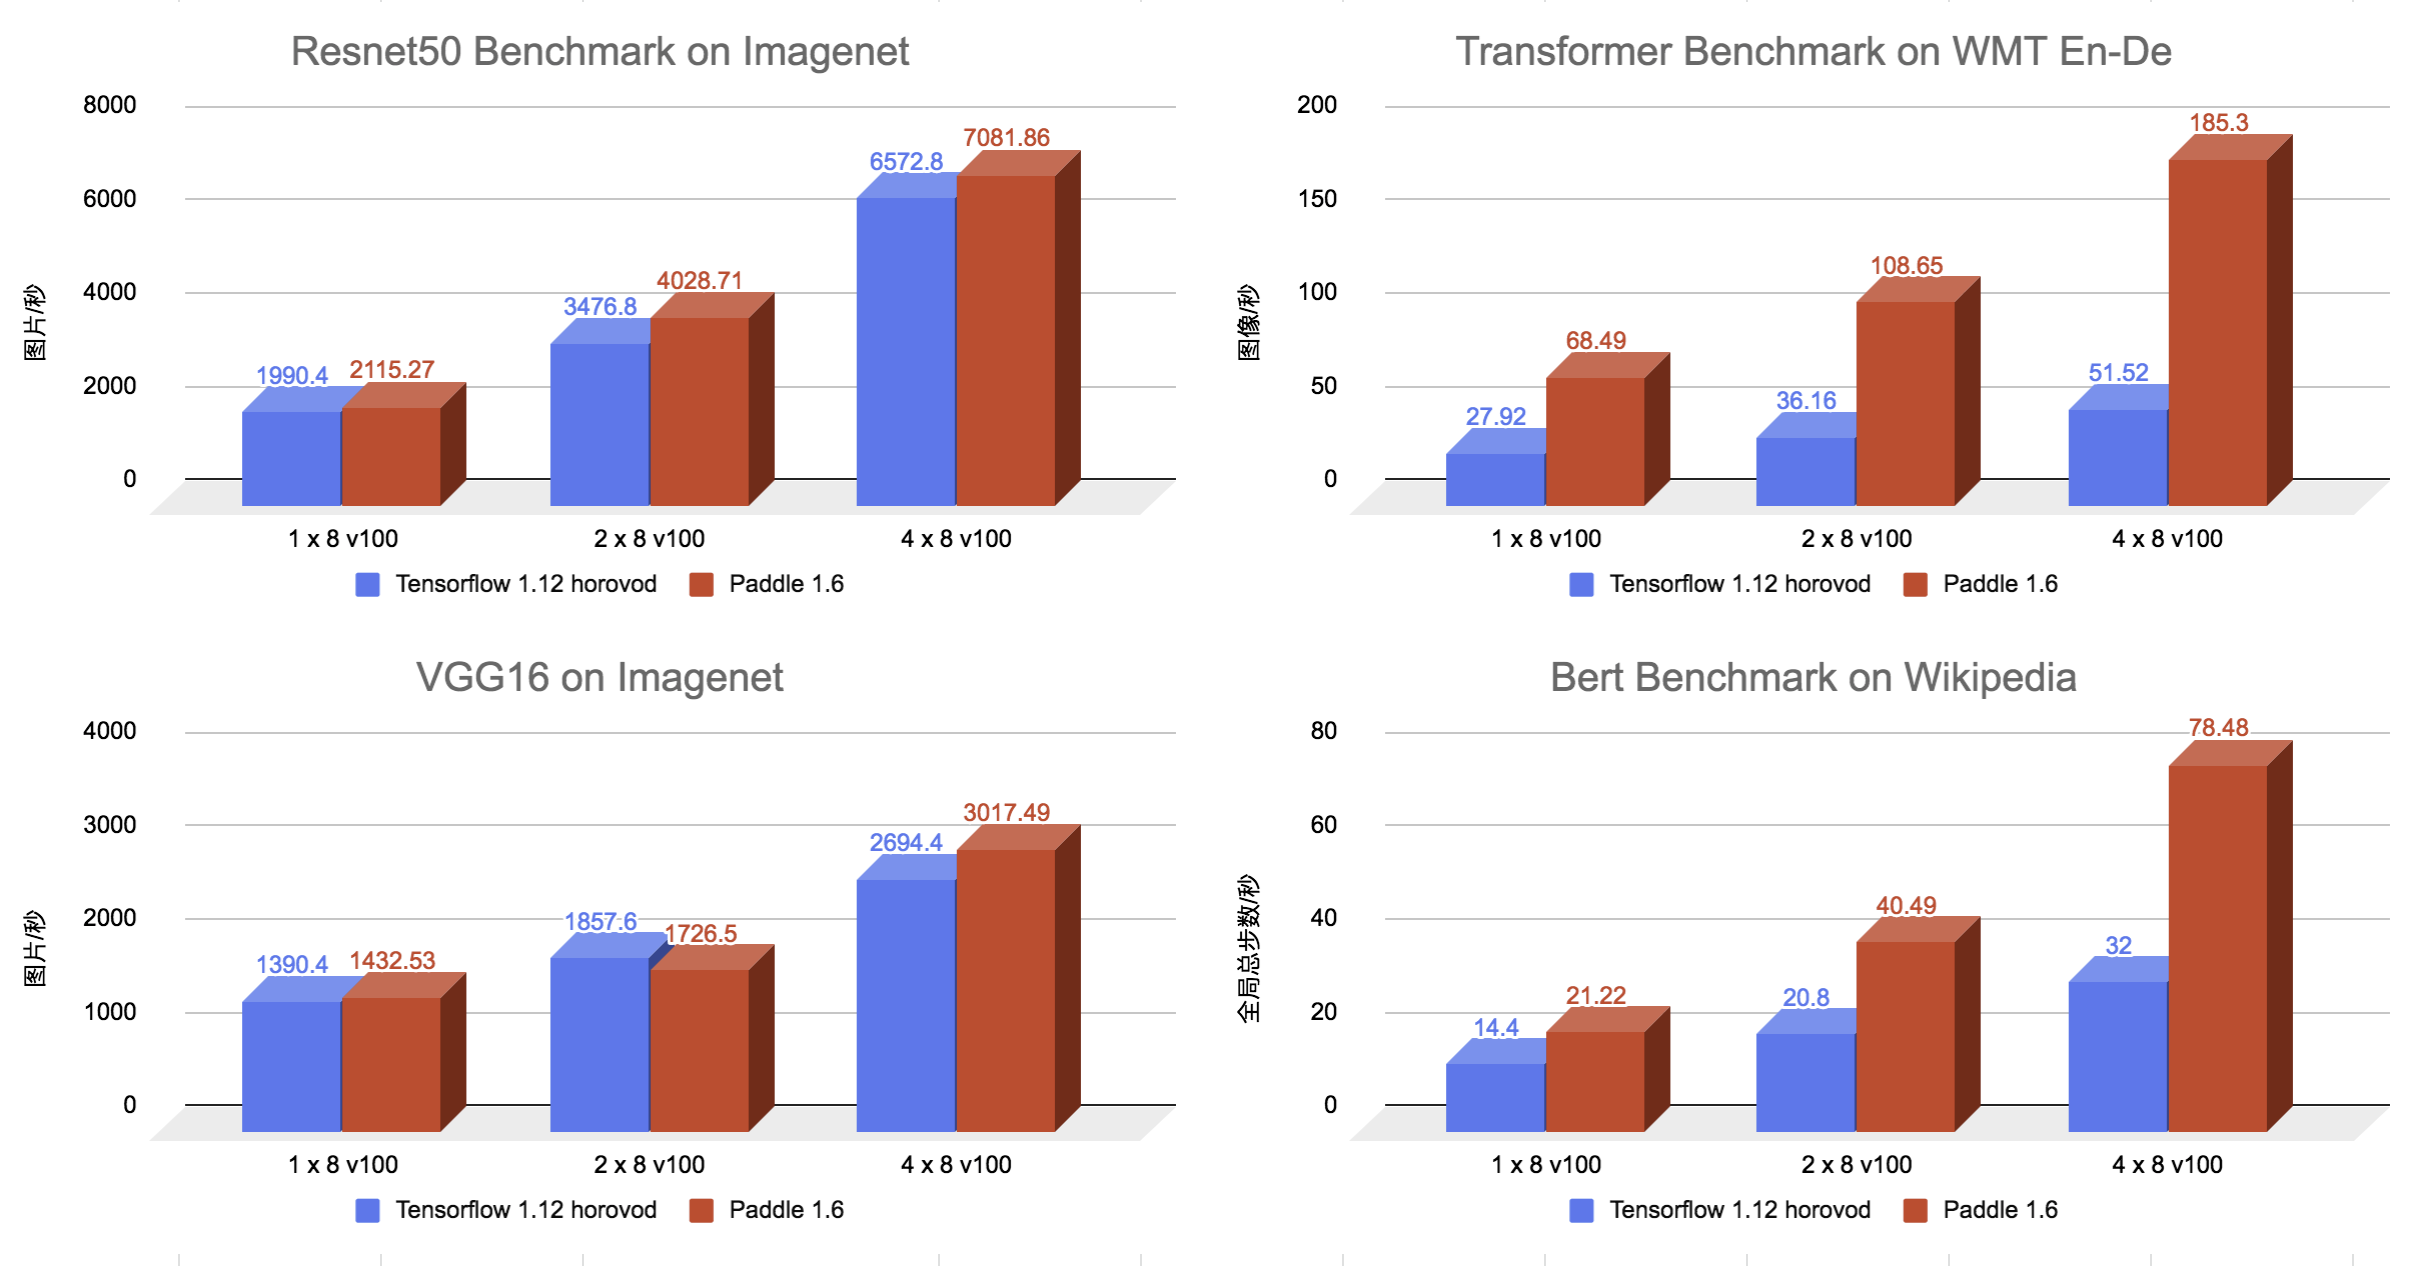 Resnet50 Benchmark on Imagenet
图片/秒
8000
6000
4000
2000
0
1990.4
2115.27
3476.8
4028.71
6572.8
7081.86
1 x 8 v100
2 x 8 v100
4 x 8 v100
Tensorflow 1.12 horovod
Paddle 1.6
Transformer Benchmark on WMT En-De
图像/秒
200
150
100
50
0
27.92
68.49
36.16
108.65
51.52
185.3
1 x 8 v100
2 x 8 v100
4 x 8 v100
Tensorflow 1.12 horovod
Paddle 1.6
VGG16 on Imagenet
图片/秒
4000
3000
2000
1000
0
1390.4
1432.53
1857.6
1726.5
2694.4
3017.49
1 x 8 v100
2 x 8 v100
4 x 8 v100
Tensorflow 1.12 horovod
Paddle 1.6
Bert Benchmark on Wikipedia
全局总步数/秒
80
60
40
20
0
14.4
21.22
20.8
40.49
32
78.48
1 x 8 v100
2 x 8 v100
4 x 8 v100
Tensorflow 1.12 horovod
Paddle 1.6